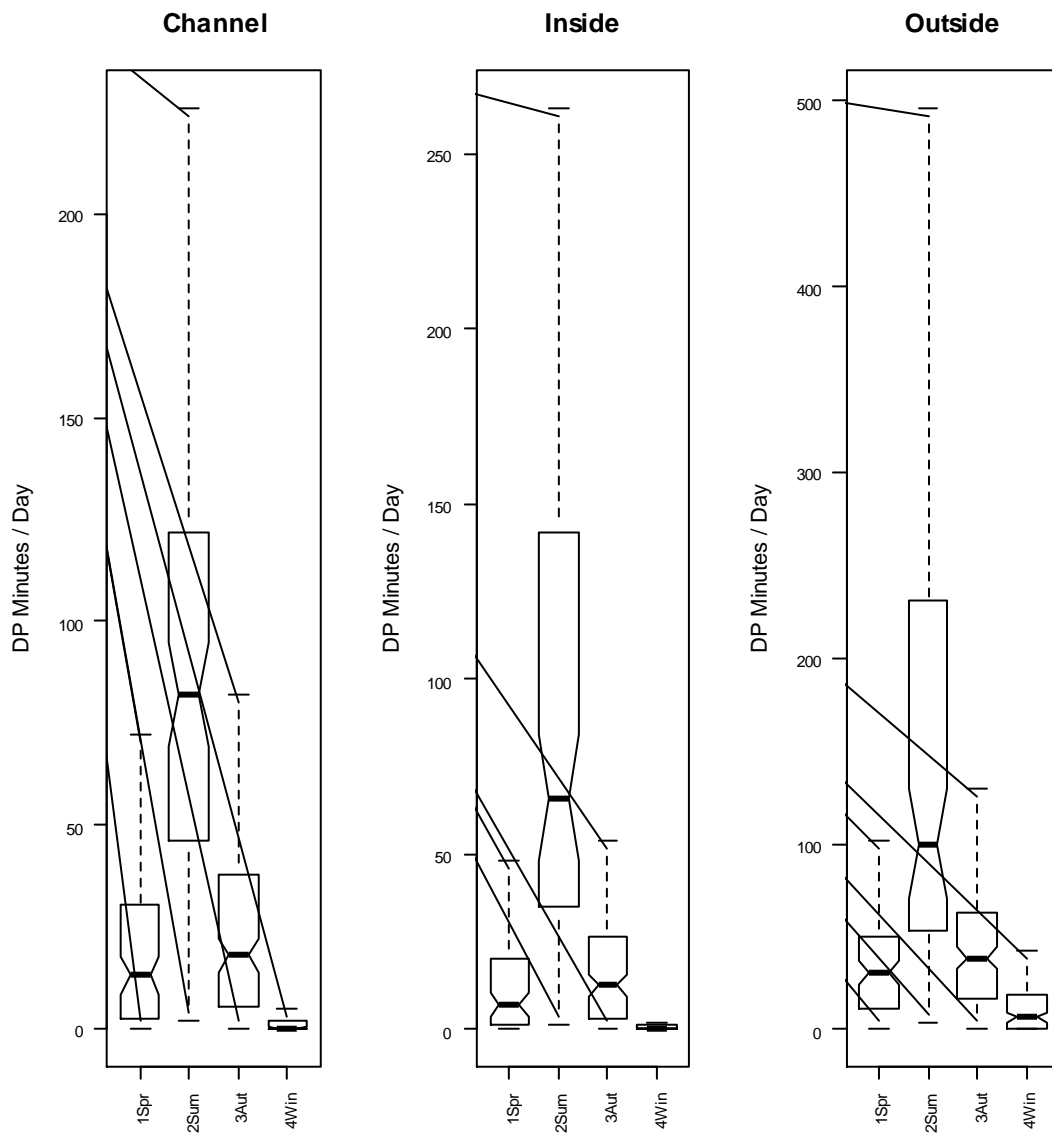 Channel
DP Minutes / Day
200
150
100
50
0
1Spr
2Sum
3Aut
4Win
Inside
DP Minutes / Day
250
200
150
100
50
0
1Spr
2Sum
3Aut
4Win
Outside
DP Minutes / Day
500
400
300
200
100
0
1Spr
2Sum
3Aut
4Win